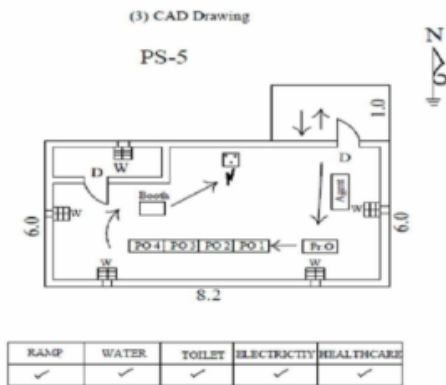 (3) CAD Drawing
PS-5
N
1.0
D
W
D
Agent
Booth
6.0
W
W
6.0
PO 4 PO 3 PO 2 PO 1
Pr O
W
W
8.2
RAMP WATER TOILET ELECTRICTIY HEALTHCARE
✓ ✓ ✓ ✓ ✓